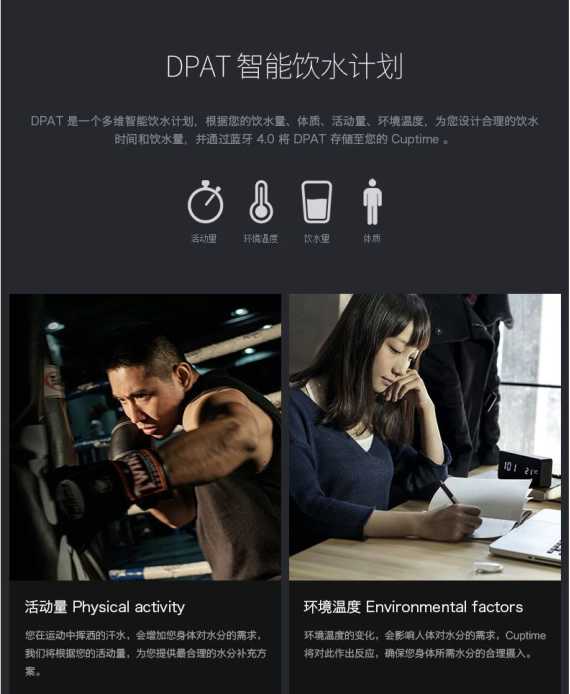 DPAT 智能饮水计划
DPAT 是一个多维智能饮水计划，根据您的饮水量、体质、活动量、环境温度，为您设计合理的饮水
时间和饮水量，并通过蓝牙 4.0 将 DPAT 存储至您的 Cuptime 。
活动量 环境温度 饮水量 体质
活动量 Physical activity
您在运动中挥洒的汗水，会增加您身体对水分的需求，
我们将根据您的活动量，为您提供最合理的水分补充方
案。
环境温度 Environmental factors
环境温度的变化，会影响人体对水分的需求，Cuptime
将对此作出反应，确保您身体所需水分的合理摄入。